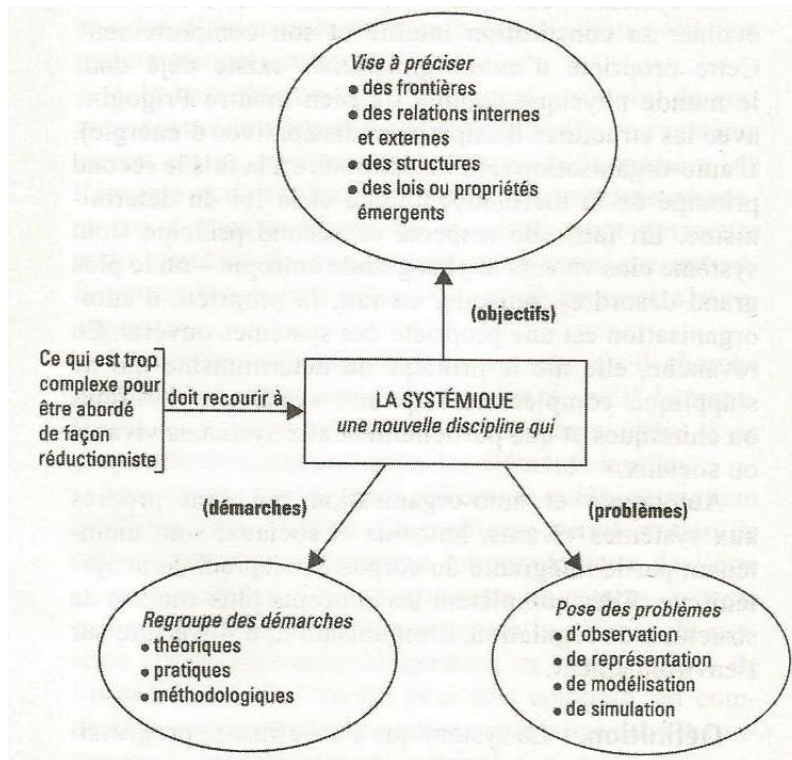 Vise à préciser
• des frontières
• des relations internes
et externes
• des structures
• des lois ou propriétés
émergents
(objectifs)
Ce qui est trop
complexe pour
être abordé
de façon
réductionniste
doit recourir à
LA SYSTÉMIQUE
une nouvelle discipline qui
(démarches)
(problèmes)
Regroupe des démarches
• théoriques
• pratiques
• méthodologiques
Pose des problèmes
• d'observation
• de représentation
• de modélisation
• de simulation